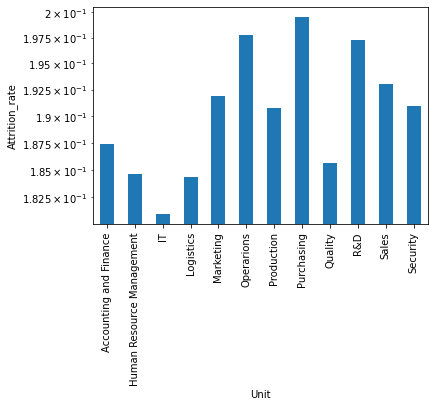 2 × 10⁻¹
1.975 × 10⁻¹
1.95 × 10⁻¹
1.925 × 10⁻¹
1.9 × 10⁻¹
1.875 × 10⁻¹
1.85 × 10⁻¹
1.825 × 10⁻¹
Attrition_rate
Accounting and Finance
Human Resource Management
IT
Logistics
Marketing
Operarions
Production
Purchasing
Quality
R&D
Sales
Security
Unit